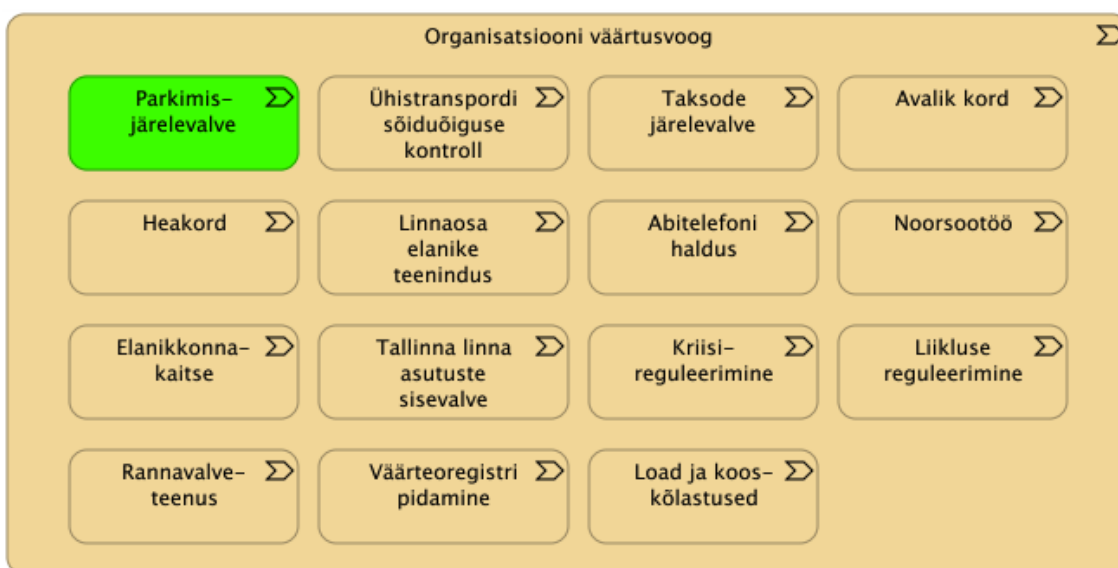 Organisatsiooni väärtusvoog
Parkimis-
järelevalve
Ühistranspordi
sõiduõiguse
kontroll
Taksode
järelevalve
Avalik kord
Heakord
Linnaosa
elanike
teenindus
Abitelefoni
haldus
Noorsootöö
Elanikkonna-
kaitse
Tallinna linna
asutuste
sisevalve
Kriisi-
reguleerimine
Liikluse
reguleerimine
Rannavalve-
teenus
Väärteoregistri
pidamine
Load ja koos-
kõlastused